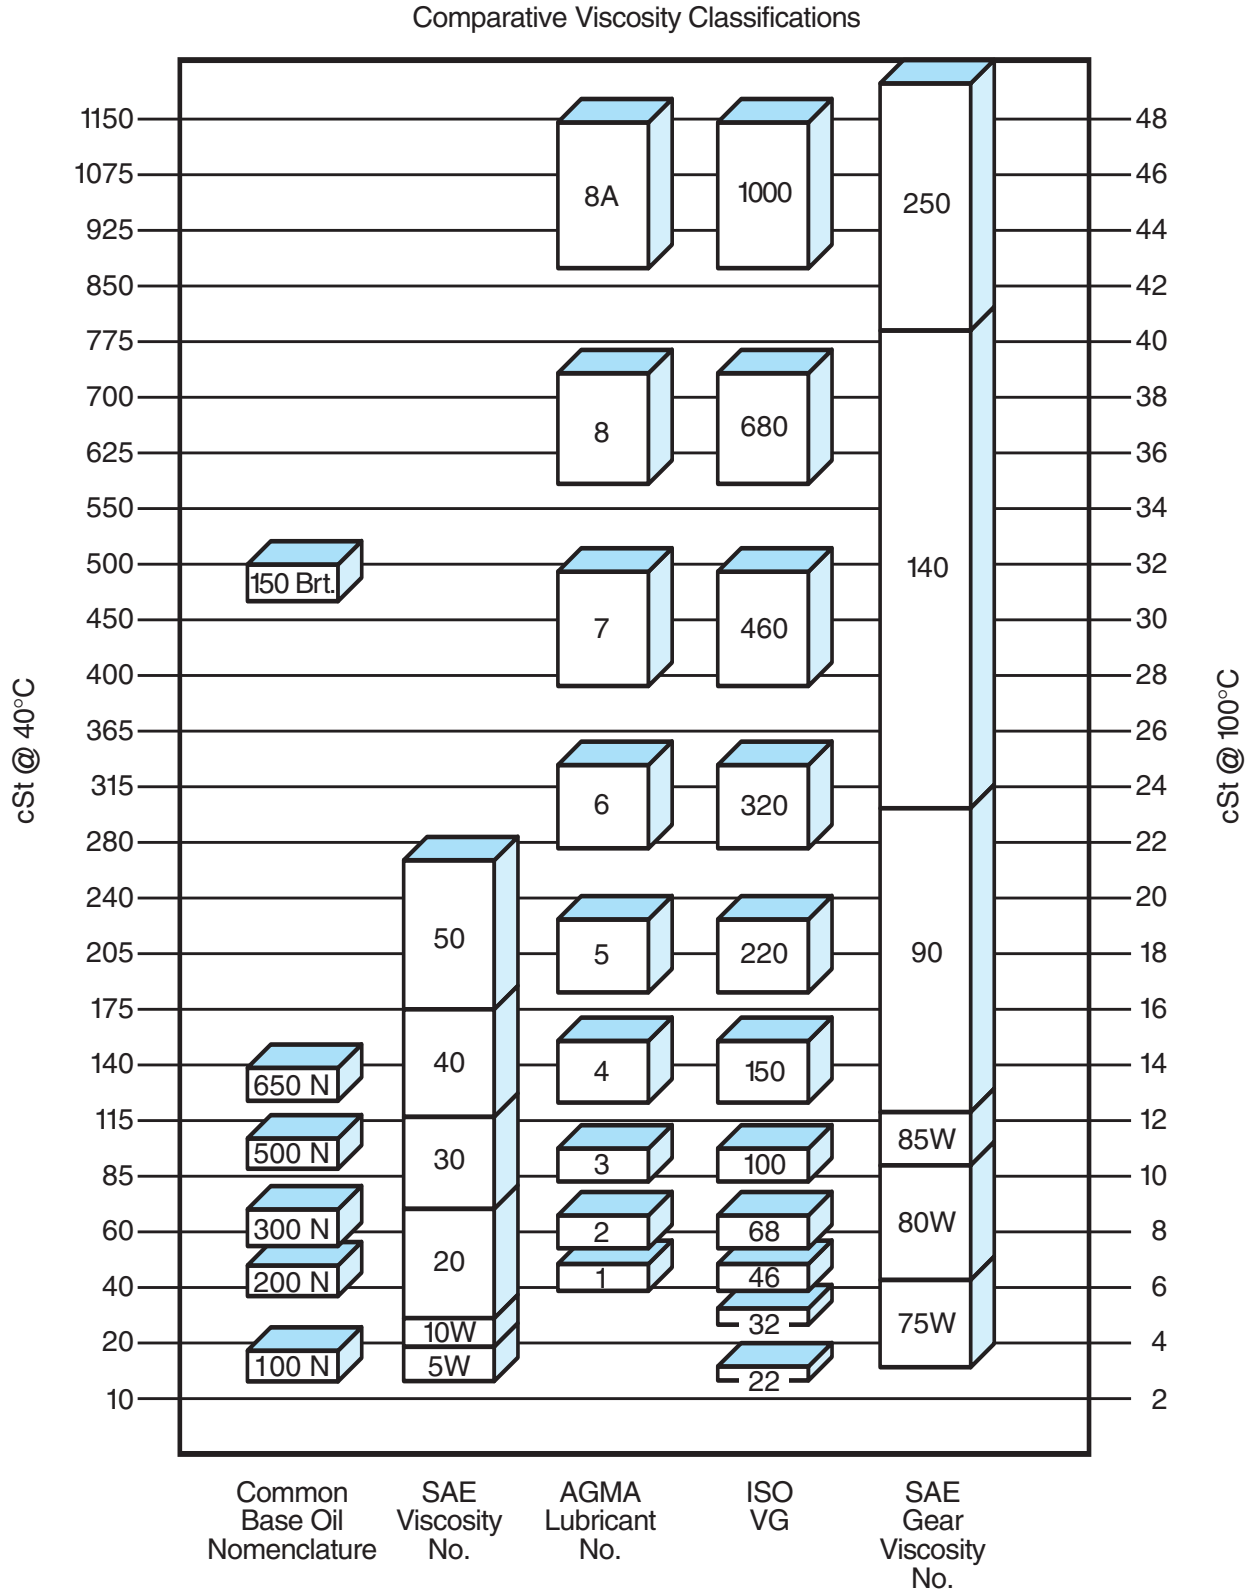 Comparative Viscosity Classifications
1150
1075
925
850
775
700
625
550
500
450
400
365
315
280
240
205
175
140
115
85
60
40
20
10
cSt @ 40°C
150 Brt.
650 N
500 N
300 N
200 N
100 N
50
40
30
20
10W
5W
8A
8
7
6
5
4
3
2
1
1000
680
460
320
220
150
100
68
46
32
22
250
140
90
85W
80W
75W
48
46
44
42
40
38
36
34
32
30
28
26
24
22
20
18
16
14
12
10
8
6
4
2
cSt @ 100°C
Common
Base Oil
Nomenclature
SAE
Viscosity
No.
AGMA
Lubricant
No.
ISO
VG
SAE
Gear
Viscosity
No.